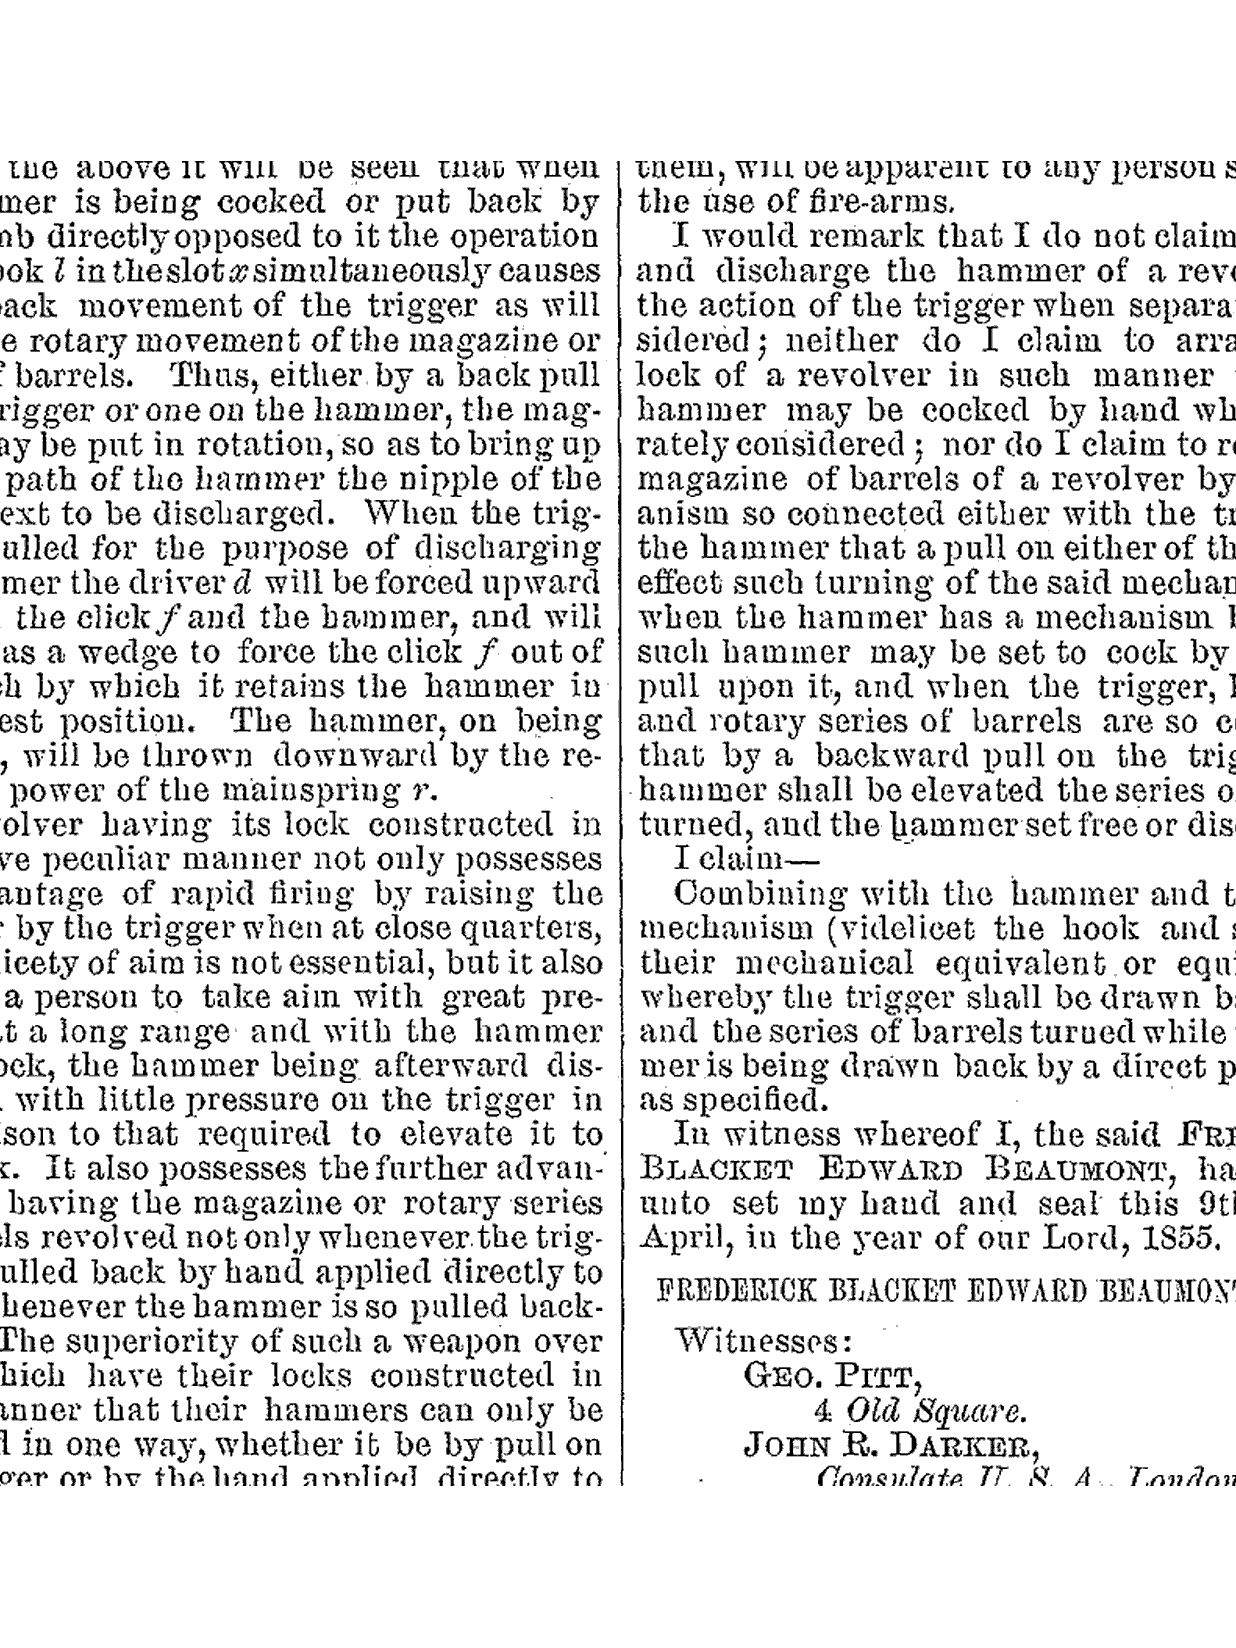 the above it will be seen that when
mer is being cocked or put back by
mb directly opposed to it the operation
ook l in the slot x simultaneously causes
ack movement of the trigger as will
e rotary movement of the magazine or
f barrels. Thus, either by a back pull
rigger or one on the hammer, the mag-
ay be put in rotation, so as to bring up
path of the hammer the nipple of the
ext to be discharged. When the trig-
ulled for the purpose of discharging
mer the driver d will be forced upward
the click f and the hammer, and will
as a wedge to force the click f out of
h by which it retains the hammer in
est position. The hammer, on being
, will be thrown downward by the re-
power of the mainspring r.
olver having its lock constructed in
ve peculiar manner not only possesses
antage of rapid firing by raising the
r by the trigger when at close quarters,
icety of aim is not essential, but it also
a person to take aim with great pre-
t a long range and with the hammer
ock, the hammer being afterward dis-
with little pressure on the trigger in
ison to that required to elevate it to
k. It also possesses the further advan-
having the magazine or rotary series
ls revolved not only whenever the trig-
ulled back by hand applied directly to
henever the hammer is so pulled back-
The superiority of such a weapon over
hich have their locks constructed in
anner that their hammers can only be
d in one way, whether it be by pull on
ger or by the hand applied directly to
them, will be apparent to any person s
the use of fire-arms.
I would remark that I do not claim
and discharge the hammer of a revo
the action of the trigger when separa
sidered; neither do I claim to arra
lock of a revolver in such manner
hammer may be cocked by hand wh
rately considered; nor do I claim to ro
magazine of barrels of a revolver by
anism so connected either with the tr
the hammer that a pull on either of th
effect such turning of the said mechan
when the hammer has a mechanism b
such hammer may be set to cock by
pull upon it, and when the trigger, h
and rotary series of barrels are so co
that by a backward pull on the trig
hammer shall be elevated the series o
turned, and the hammer set free or disc
I claim—
Combining with the hammer and t
mechanism (videlicet the hook and s
their mechanical equivalent or equi
whereby the trigger shall be drawn ba
and the series of barrels turned while
mer is being drawn back by a direct p
as specified.
In witness whereof I, the said FRE
BLACKET EDWARD BEAUMONT, ha
unto set my hand and seal this 9th
April, in the year of our Lord, 1855.
FREDERICK BLACKET EDWARD BEAUMONT
Witnesses:
GEO. PITT,
4 Old Square.
JOHN R. DARKER,
Consulate U. S. A., London